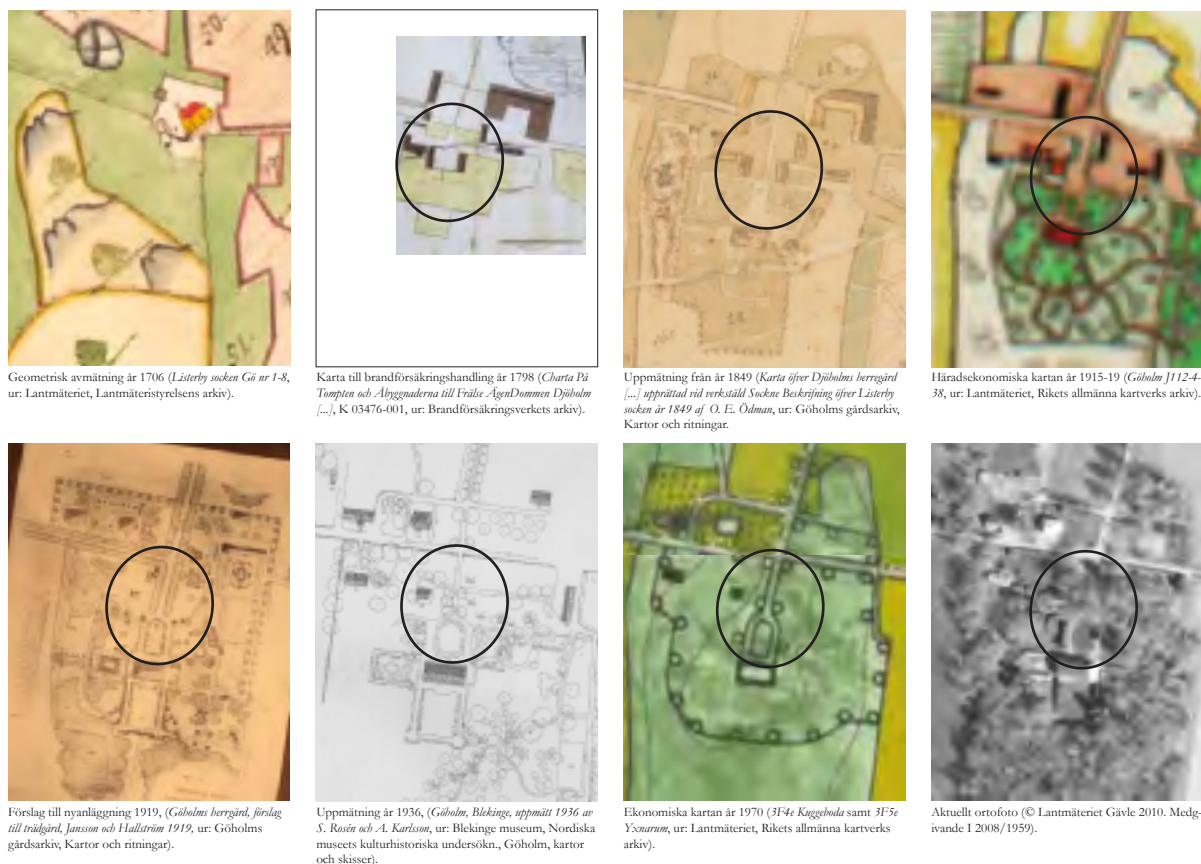 Geometrisk avmätning år 1706 (Listerby socken Gö nr 1-8,
ur: Lantmäteriet, Lantmäteristyrelsens arkiv).
Karta till brandförsäkringshandling år 1798 (Charta På
Tompten och Åbyggnaderna till Frälse ÄgenDommen Djöholm
[...], K 03476-001, ur: Brandförsäkringsverkets arkiv).
Uppmätning från år 1849 (Karta öfver Djöholms herregård
[...] upprättad vid verkstäld Sockne Beskrifning öfver Listerby
socken år 1849 af O. E. Ödman, ur: Göholms gårdsarkiv,
Kartor och ritningar.
Häradsekonomiska kartan år 1915-19 (Göholm J112-4-
38, ur: Lantmäteriet, Rikets allmänna kartverks arkiv).
Förslag till nyanläggning 1919, (Göholms herrgård, förslag
till trädgård, Jansson och Hallström 1919, ur: Göholms
gårdsarkiv, Kartor och ritningar).
Uppmätning år 1936, (Göholm, Blekinge, uppmätt 1936 av
S. Rosén och A. Karlsson, ur: Blekinge museum, Nordiska
museets kulturhistoriska undersökn., Göholm, kartor
och skisser).
Ekonomiska kartan år 1970 (3F4e Kuggeboda samt 3F5e
Yxnarum, ur: Lantmäteriet, Rikets allmänna kartverks
arkiv).
Aktuellt ortofoto (© Lantmäteriet Gävle 2010. Medg-
ivande I 2008/1959).